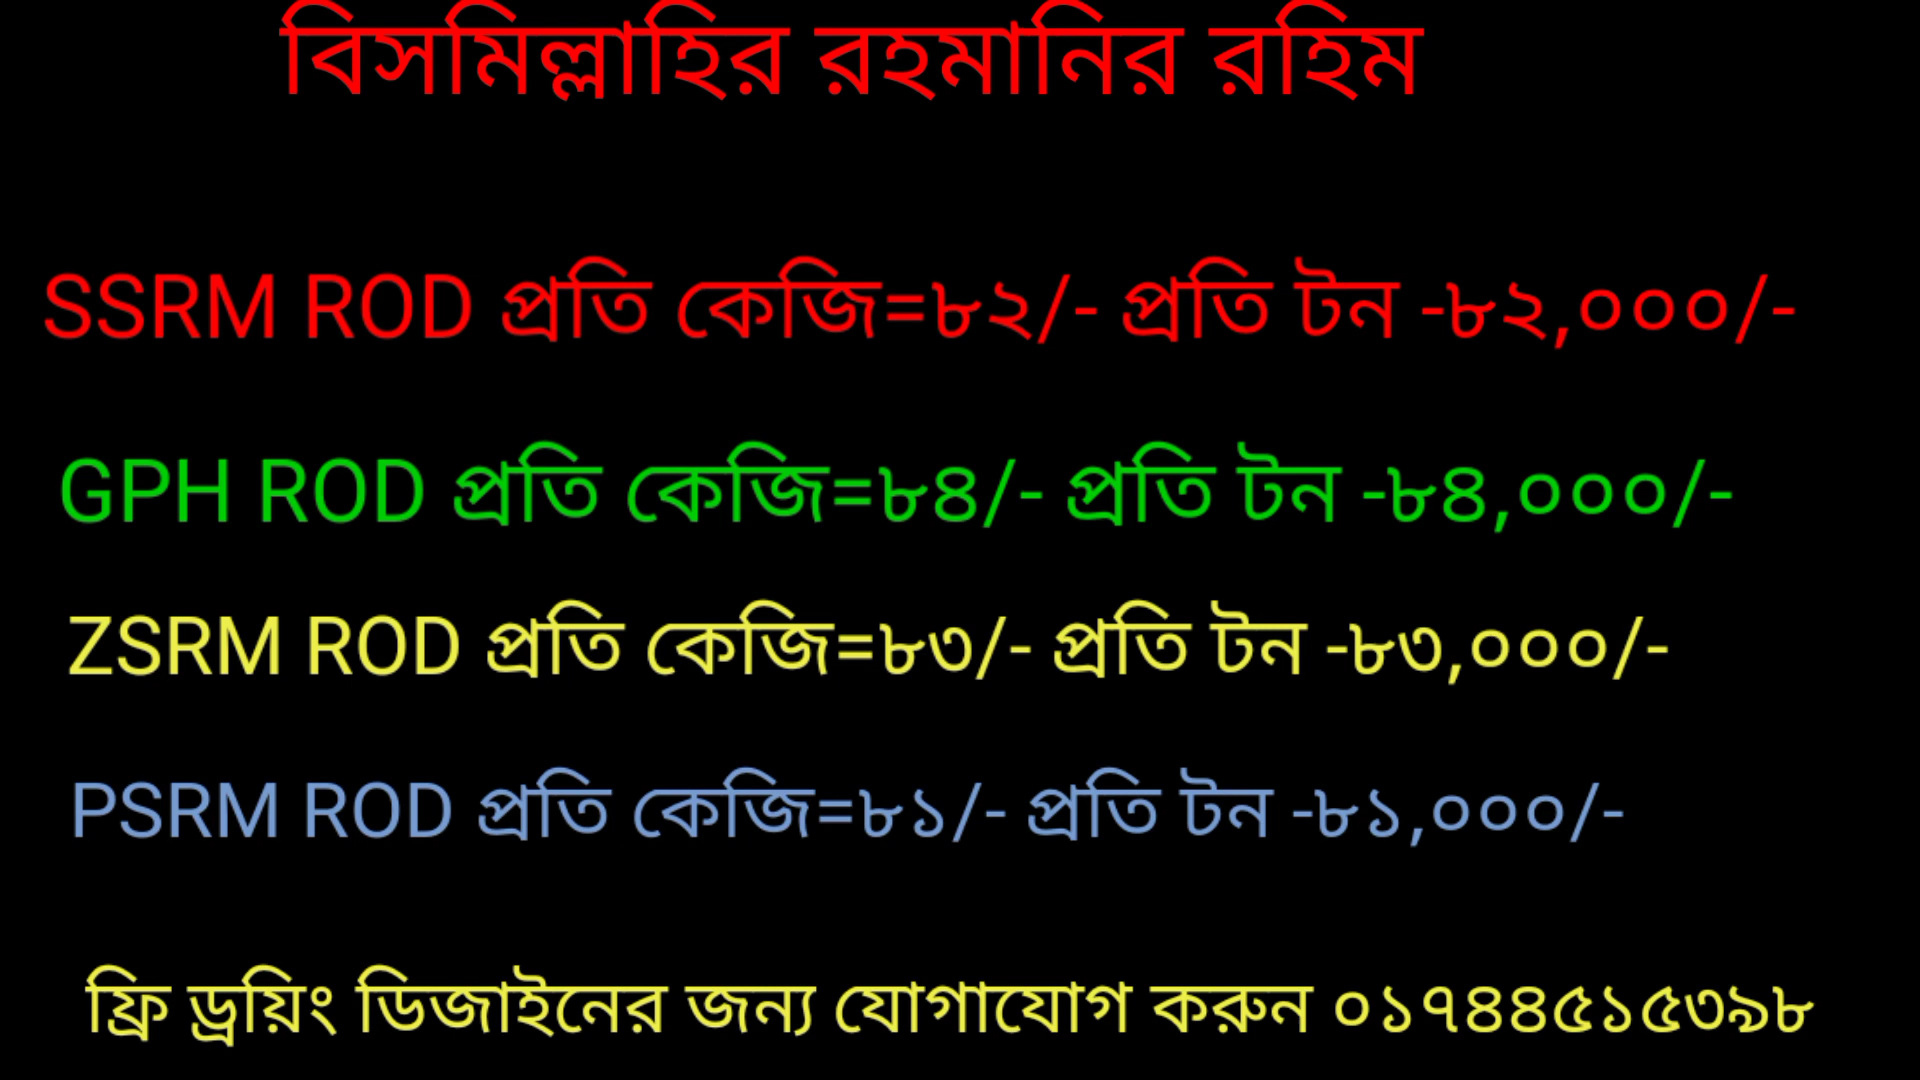 বিসমিল্লাহির রহমানির রহিম
SSRM ROD প্রতি কেজি=৮২/- প্রতি টন -৮২,০০০/-
GPH ROD প্রতি কেজি=৮৪/- প্রতি টন -৮৪,০০০/-
ZSRM ROD প্রতি কেজি=৮৩/- প্রতি টন -৮৩,০০০/-
PSRM ROD প্রতি কেজি=৮১/- প্রতি টন -৮১,০০০/-
ফ্রি ড্রয়িং ডিজাইনের জন্য যোগাযোগ করুন ০১৭৪৪৫১৫৩৯৮